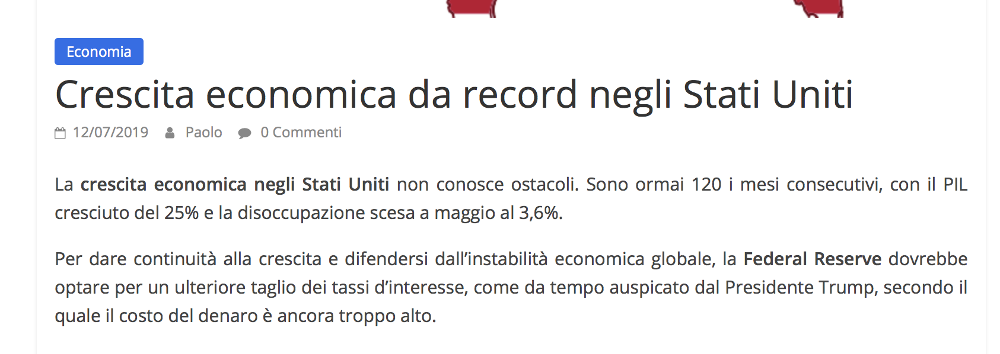 Economia
Crescita economica da record negli Stati Uniti
12/07/2019 Paolo 0 Commenti
La crescita economica negli Stati Uniti non conosce ostacoli. Sono ormai 120 i mesi consecutivi, con il PIL
cresciuto del 25% e la disoccupazione scesa a maggio al 3,6%.
Per dare continuità alla crescita e difendersi dall’instabilità economica globale, la Federal Reserve dovrebbe
optare per un ulteriore taglio dei tassi d’interesse, come da tempo auspicato dal Presidente Trump, secondo il
quale il costo del denaro è ancora troppo alto.